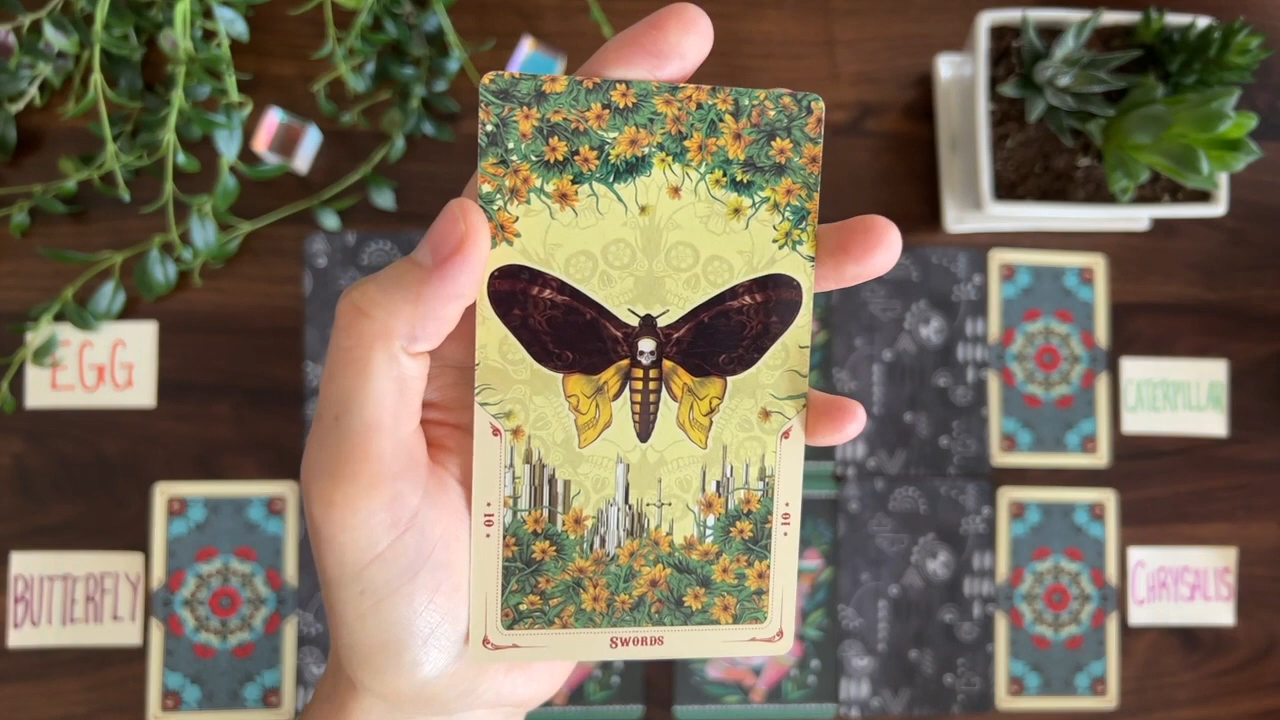 EGG
CATERPILLAR
10
10
SWORDS
BUTTERFLY
CHRYSALIS